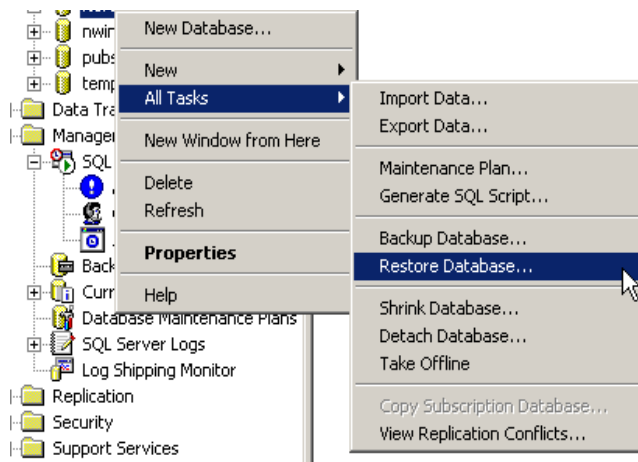 nwin
pubs
temp
Data Tra
Manager
SQL
Back
Curr
Database Maintenance Plans
SQL Server Logs
Log Shipping Monitor
Replication
Security
Support Services
New Database...
New
All Tasks
New Window from Here
Delete
Refresh
Properties
Help
Import Data...
Export Data...
Maintenance Plan...
Generate SQL Script...
Backup Database...
Restore Database...
Shrink Database...
Detach Database...
Take Offline
Copy Subscription Database...
View Replication Conflicts...